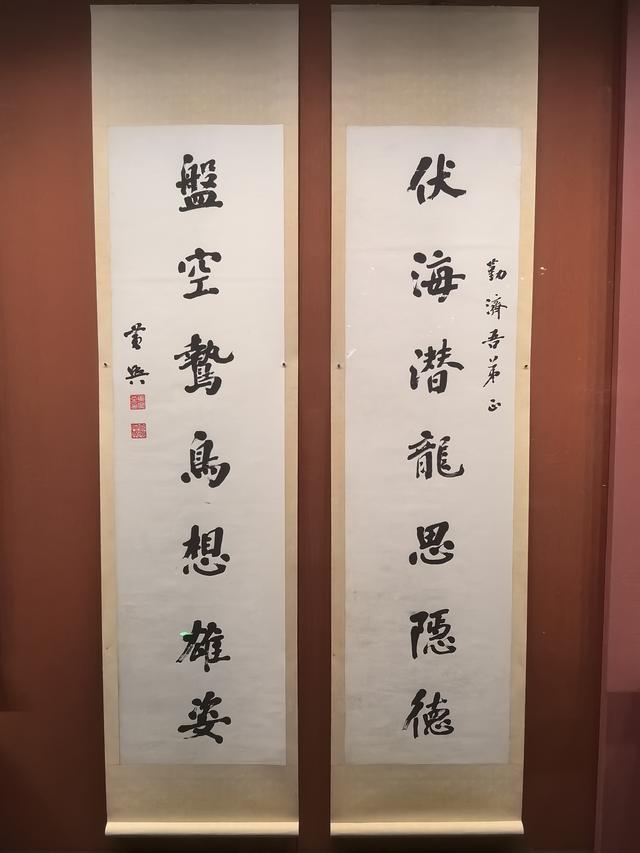 勤濟吾弟正
伏海潛龍思隱德
盤空鷙鳥想雄姿
黄興